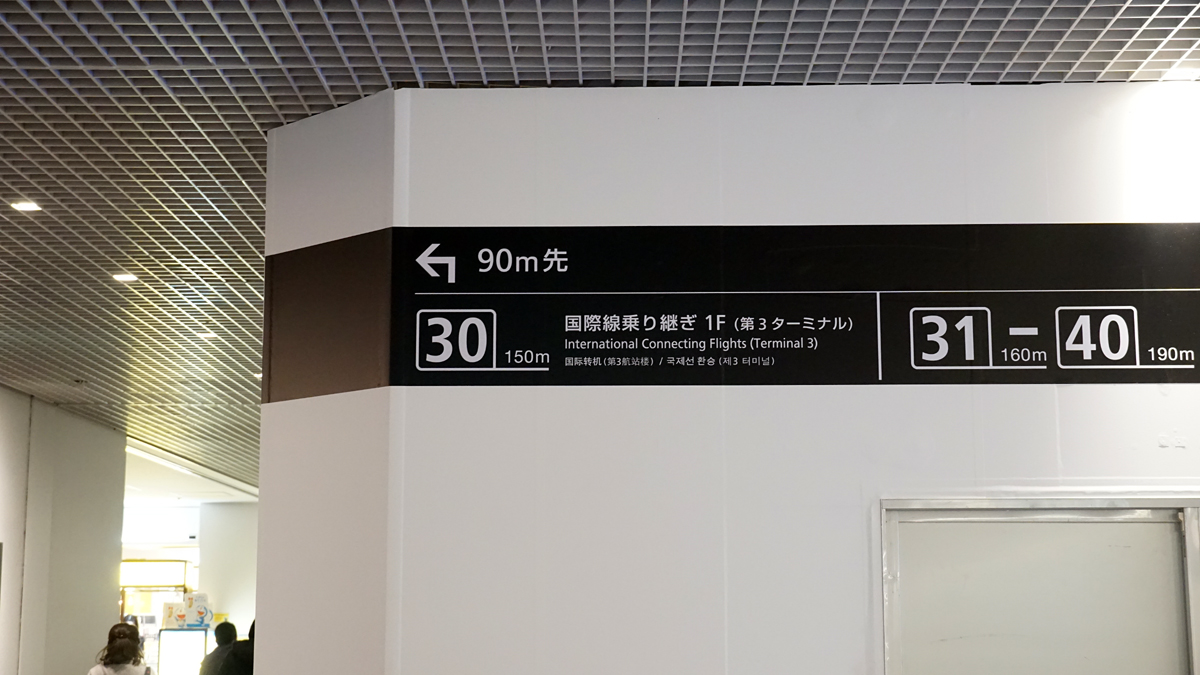 90m先
30 150m
国際線乗り継ぎ 1F (第3ターミナル)
International Connecting Flights (Terminal 3)
国际转机 (第3航站楼) / 국제선 환승 (제3 터미널)
31 160m – 40 190m